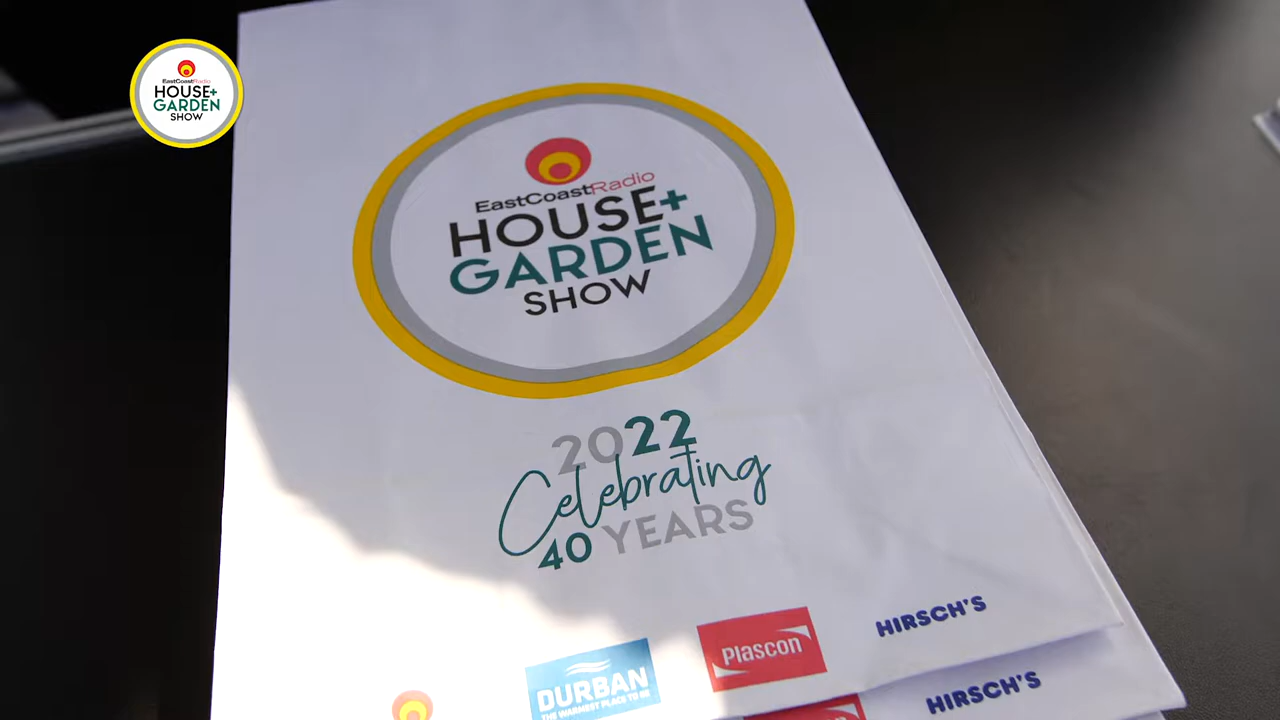 EastCoastRadio
HOUSE+
GARDEN
SHOW
EastCoastRadio
HOUSE+
GARDEN
SHOW
2022
Celebrating
40 YEARS
DURBAN
THE WARMEST PLACE TO BE
Plascon
HIRSCH'S
HIRSCH'S